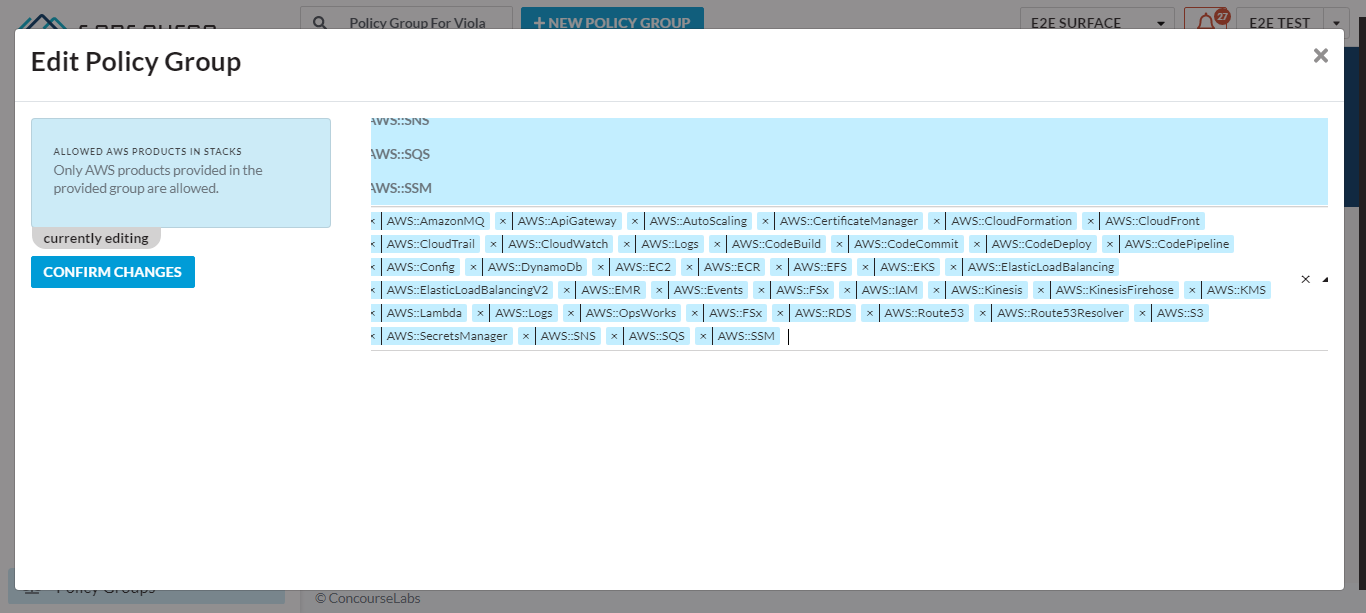 Policy Group For Viola
+ NEW POLICY GROUP
E2E SURFACE
27
E2E TEST
Edit Policy Group
×
ALLOWED AWS PRODUCTS IN STACKS
Only AWS products provided in the
provided group are allowed.
currently editing
CONFIRM CHANGES
AWS::SNS
AWS::SQS
AWS::SSM
× AWS::AmazonMQ × AWS::ApiGateway × AWS::AutoScaling × AWS::CertificateManager × AWS::CloudFormation × AWS::CloudFront
× AWS::CloudTrail × AWS::CloudWatch × AWS::Logs × AWS::CodeBuild × AWS::CodeCommit × AWS::CodeDeploy × AWS::CodePipeline
× AWS::Config × AWS::DynamoDb × AWS::EC2 × AWS::ECR × AWS::EFS × AWS::EKS × AWS::ElasticLoadBalancing
× AWS::ElasticLoadBalancingV2 × AWS::EMR × AWS::Events × AWS::FSx × AWS::IAM × AWS::Kinesis × AWS::KinesisFirehose × AWS::KMS
× AWS::Lambda × AWS::Logs × AWS::OpsWorks × AWS::FSx × AWS::RDS × AWS::Route53 × AWS::Route53Resolver × AWS::S3
× AWS::SecretsManager × AWS::SNS × AWS::SQS × AWS::SSM
×
Policy Groups
© ConcourseLabs